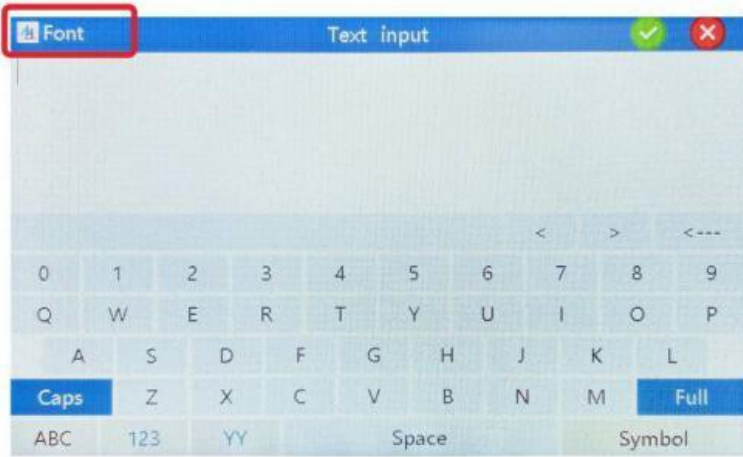 Font Text input
< > <---
0 1 2 3 4 5 6 7 8 9
Q W E R T Y U I O P
A S D F G H J K L
Caps Z X C V B N M Full
ABC 123 YY Space Symbol